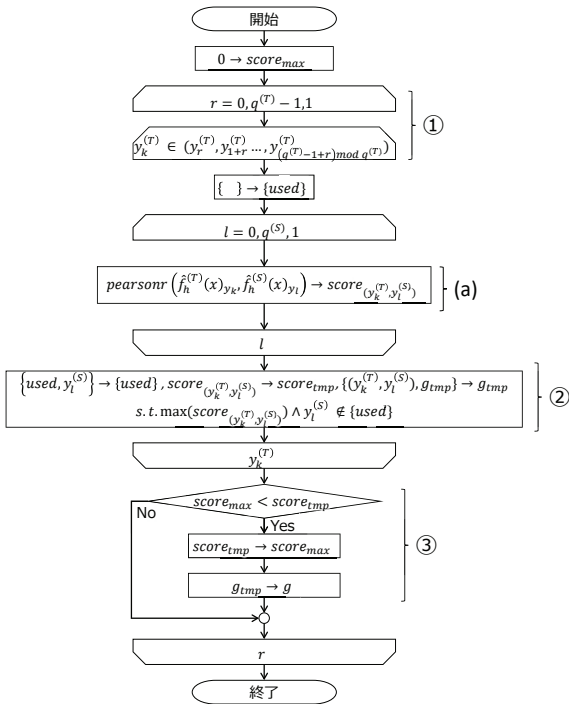 開始
0 → score_max
r = 0, q^(T) − 1,1
①
y_k^(T) ∈ (y_r^(T), y_{1+r}^(T) …, y_{(q^(T)−1+r)mod q^(T)}^(T))
{ } → {used}
l = 0, q^(S), 1
pearsonr (f̂_h^(T)(x)_{y_k}, f̂_h^(S)(x)_{y_l}) → score_{(y_k^(T),y_l^(S))}
(a)
l
{used, y_l^(S)} → {used} , score_{(y_k^(T),y_l^(S))} → score_tmp, {(y_k^(T), y_l^(S)), g_tmp} → g_tmp
s.t. max(score_{(y_k^(T),y_l^(S))}) ∧ y_l^(S) ∉ {used}
②
y_k^(T)
score_max < score_tmp
No
Yes
score_tmp → score_max
③
g_tmp → g
r
終了